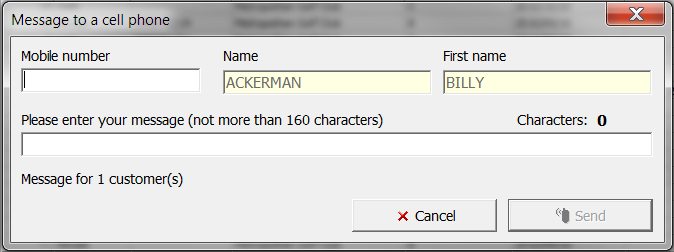 Message to a cell phone
Mobile number Name First name
ACKERMAN BILLY
Please enter your message (not more than 160 characters) Characters: 0
Message for 1 customer(s)
Cancel Send